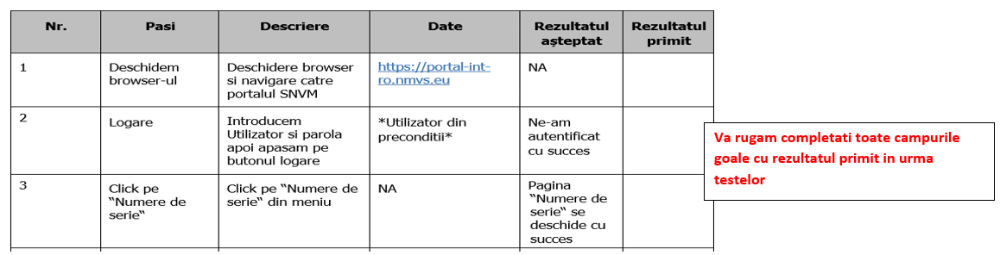 Nr.
Pasi
Descriere
Date
Rezultatul
așteptat
Rezultatul
primit
1
Deschidem
browser-ul
Deschidere browser
si navigare catre
portalul SNVM
https://portal-int-
ro.nmvs.eu
NA
2
Logare
Introducem
Utilizator si parola
apoi apasam pe
butonul logare
*Utilizator din
preconditii*
Ne-am
autentificat
cu succes
3
Click pe
“Numere de
serie“
Click pe “Numere de
serie“ din meniu
NA
Pagina
“Numere de
serie“ se
deschide cu
succes
Va rugam completati toate campurile
goale cu rezultatul primit in urma
testelor